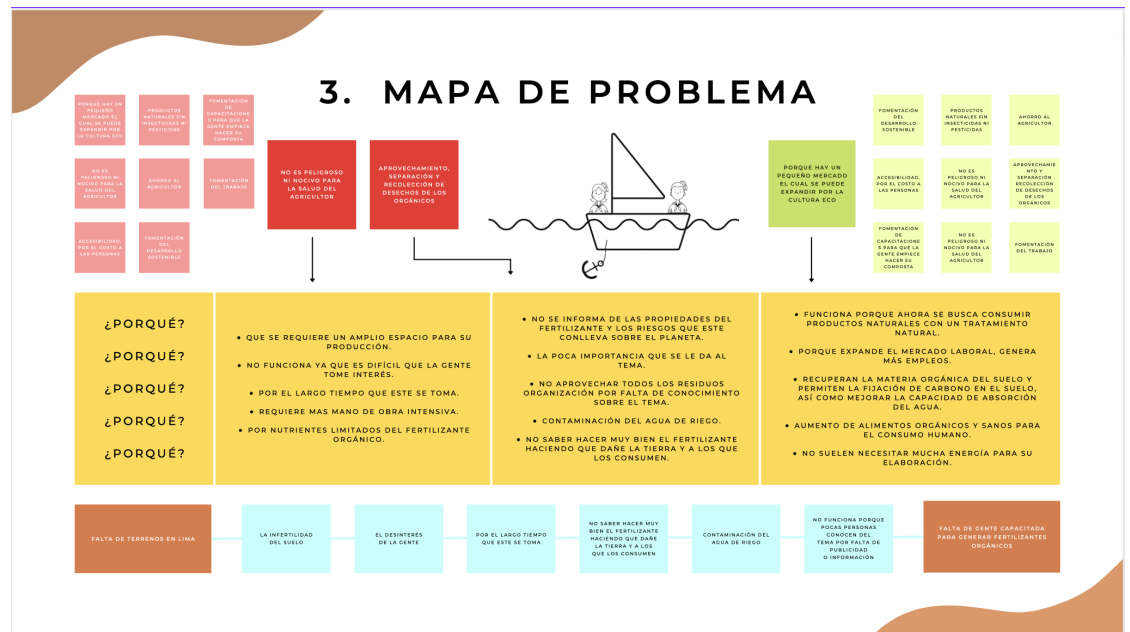 3. MAPA DE PROBLEMA
PORQUE HAY UN
PEQUEÑO
MERCADO EL
CUAL SE PUEDE
EXPANDIR POR
LA CULTURA ECO
PRODUCTOS
NATURALES SIN
INSECTICIDAS NI
PESTICIDAS
FOMENTACIÓN
DE
CAPACITACIONE
S PARA QUE LA
GENTE EMPIECE
HACER SU
COMPOSTA
NO ES
PELIGROSO NI
NOCIVO PARA LA
SALUD DEL
AGRICULTOR
AHORRO AL
AGRICULTOR
FOMENTACIÓN
DEL TRABAJO
ACCESIBILIDAD,
POR EL COSTO A
LAS PERSONAS
FOMENTACIÓN
DEL
DESARROLLO
SOSTENIBLE
NO ES PELIGROSO
NI NOCIVO PARA
LA SALUD DEL
AGRICULTOR
APROVECHAMIENTO,
SEPARACIÓN Y
RECOLECCIÓN DE
DESECHOS DE LOS
ORGÁNICOS
PORQUE HAY UN
PEQUEÑO MERCADO
EL CUAL SE PUEDE
EXPANDIR POR LA
CULTURA ECO
FOMENTACIÓN
DEL
DESARROLLO
SOSTENIBLE
PRODUCTOS
NATURALES SIN
INSECTICIDAS NI
PESTICIDAS
AHORRO AL
AGRICULTOR
ACCESIBILIDAD,
POR EL COSTO A
LAS PERSONAS
NO ES
PELIGROSO NI
NOCIVO PARA LA
SALUD DEL
AGRICULTOR
APROVECHAMIE
NTO Y
SEPARACIÓN
RECOLECCIÓN
DE DESECHOS
DE LOS
ORGÁNICOS
FOMENTACIÓN
DE
CAPACITACIONE
S PARA QUE LA
GENTE EMPIECE
HACER SU
COMPOSTA
NO ES
PELIGROSO NI
NOCIVO PARA LA
SALUD DEL
AGRICULTOR
FOMENTACIÓN
DEL TRABAJO
¿PORQUÉ?
¿PORQUÉ?
¿PORQUÉ?
¿PORQUÉ?
¿PORQUÉ?
• QUE SE REQUIERE UN AMPLIO ESPACIO PARA SU
PRODUCCIÓN.
• NO FUNCIONA YA QUE ES DIFÍCIL QUE LA GENTE
TOME INTERÉS.
• POR EL LARGO TIEMPO QUE ESTE SE TOMA.
• REQUIERE MAS MANO DE OBRA INTENSIVA.
• POR NUTRIENTES LIMITADOS DEL FERTILIZANTE
ORGÁNICO.
• NO SE INFORMA DE LAS PROPIEDADES DEL
FERTILIZANTE Y LOS RIESGOS QUE ESTE
CONLLEVA SOBRE EL PLANETA.
• LA POCA IMPORTANCIA QUE SE LE DA AL
TEMA.
• NO APROVECHAR TODOS LOS RESIDUOS
ORGANIZACIÓN POR FALTA DE CONOCIMIENTO
SOBRE EL TEMA.
• CONTAMINACIÓN DEL AGUA DE RIEGO.
• NO SABER HACER MUY BIEN EL FERTILIZANTE
HACIENDO QUE DAÑE LA TIERRA Y A LOS QUE
LOS CONSUMEN.
• FUNCIONA PORQUE AHORA SE BUSCA CONSUMIR
PRODUCTOS NATURALES CON UN TRATAMIENTO
NATURAL.
• PORQUE EXPANDE EL MERCADO LABORAL, GENERA
MÁS EMPLEOS.
• RECUPERAN LA MATERIA ORGÁNICA DEL SUELO Y
PERMITEN LA FIJACIÓN DE CARBONO EN EL SUELO,
ASÍ COMO MEJORAR LA CAPACIDAD DE ABSORCIÓN
DEL AGUA.
• AUMENTO DE ALIMENTOS ORGÁNICOS Y SANOS PARA
EL CONSUMO HUMANO.
• NO SUELEN NECESITAR MUCHA ENERGÍA PARA SU
ELABORACIÓN.
FALTA DE TERRENOS EN LIMA
LA INFERTILIDAD
DEL SUELO
EL DESINTERÉS
DE LA GENTE
POR EL LARGO TIEMPO
QUE ESTE SE TOMA
NO SABER HACER MUY
BIEN EL FERTILIZANTE
HACIENDO QUE DAÑE
LA TIERRA Y A LOS
QUE LOS CONSUMEN
CONTAMINACIÓN DEL
AGUA DE RIEGO
NO FUNCIONA PORQUE
POCAS PERSONAS
CONOCEN DEL
TEMA POR FALTA DE
PUBLICIDAD
O INFORMACIÓN
FALTA DE GENTE CAPACITADA
PARA GENERAR FERTILIZANTES
ORGÁNICOS